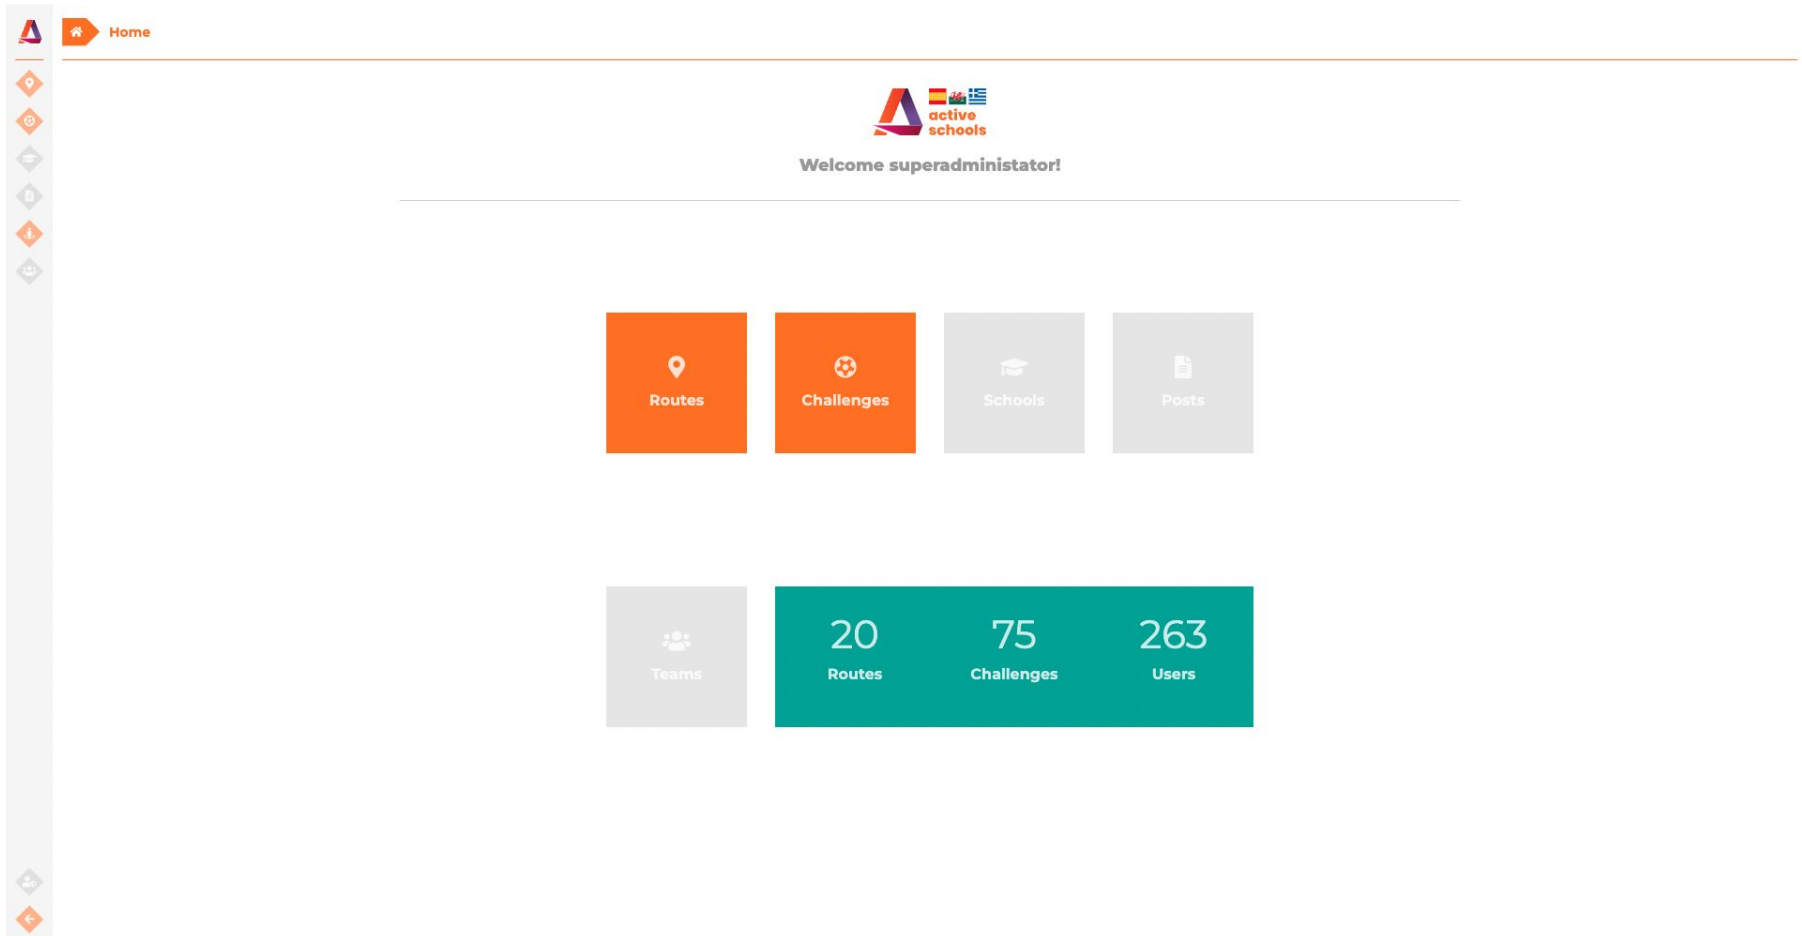 Home
active
schools
Welcome superadministator!
Routes
Challenges
Schools
Posts
Teams
20
75
263
Routes
Challenges
Users